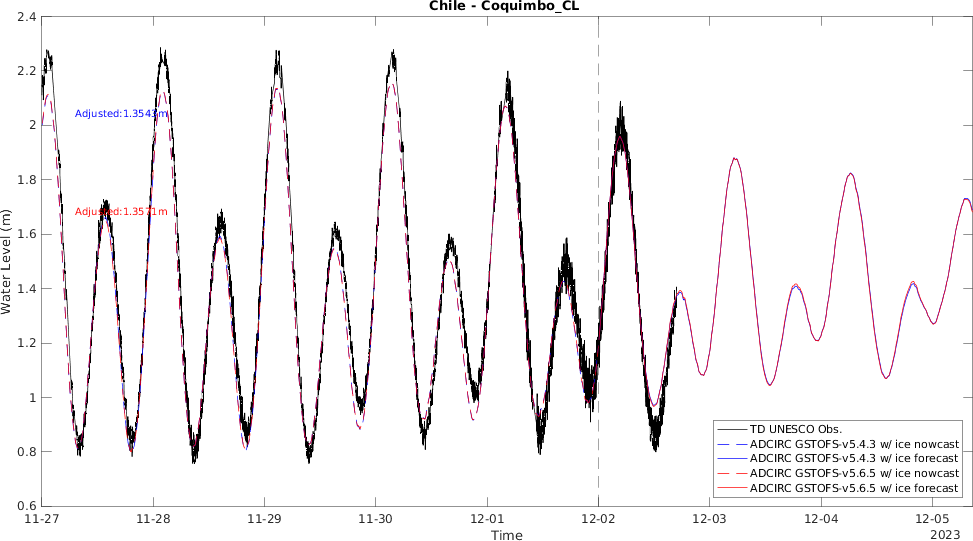 Chile - Coquimbo_CL
2.4
2.2
2
1.8
1.6
1.4
1.2
1
0.8
0.6
Water Level (m)
Adjusted:1.3543m
Adjusted:1.3571m
TD UNESCO Obs.
ADCIRC GSTOFS-v5.4.3 w/ ice nowcast
ADCIRC GSTOFS-v5.4.3 w/ ice forecast
ADCIRC GSTOFS-v5.6.5 w/ ice nowcast
ADCIRC GSTOFS-v5.6.5 w/ ice forecast
11-27 11-28 11-29 11-30 12-01 12-02 12-03 12-04 12-05
Time
2023